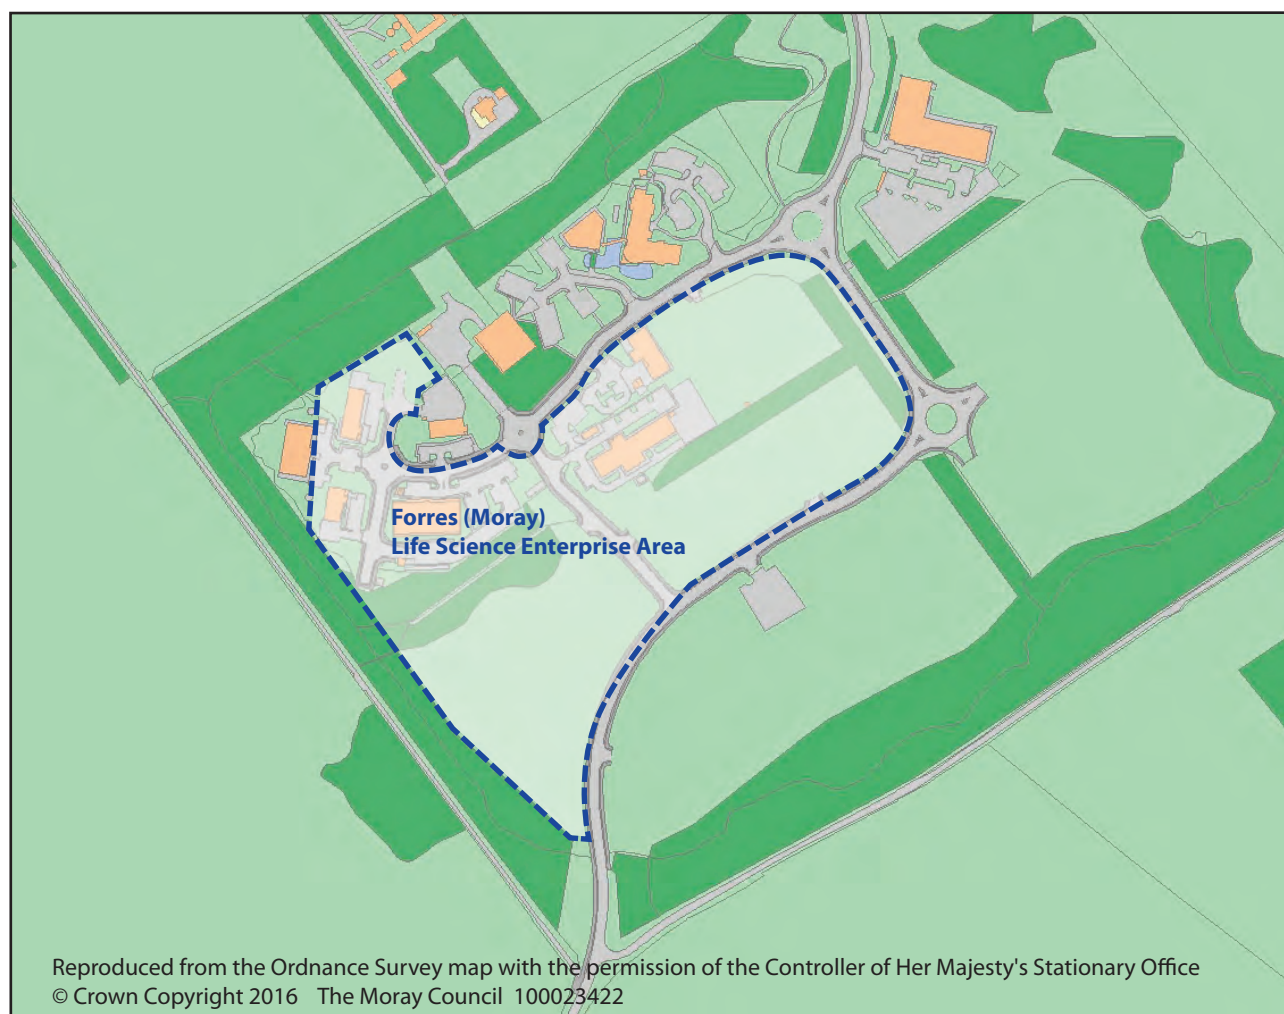 Forres (Moray)
Life Science Enterprise Area
Reproduced from the Ordnance Survey map with the permission of the Controller of Her Majesty's Stationary Office
© Crown Copyright 2016 The Moray Council 100023422